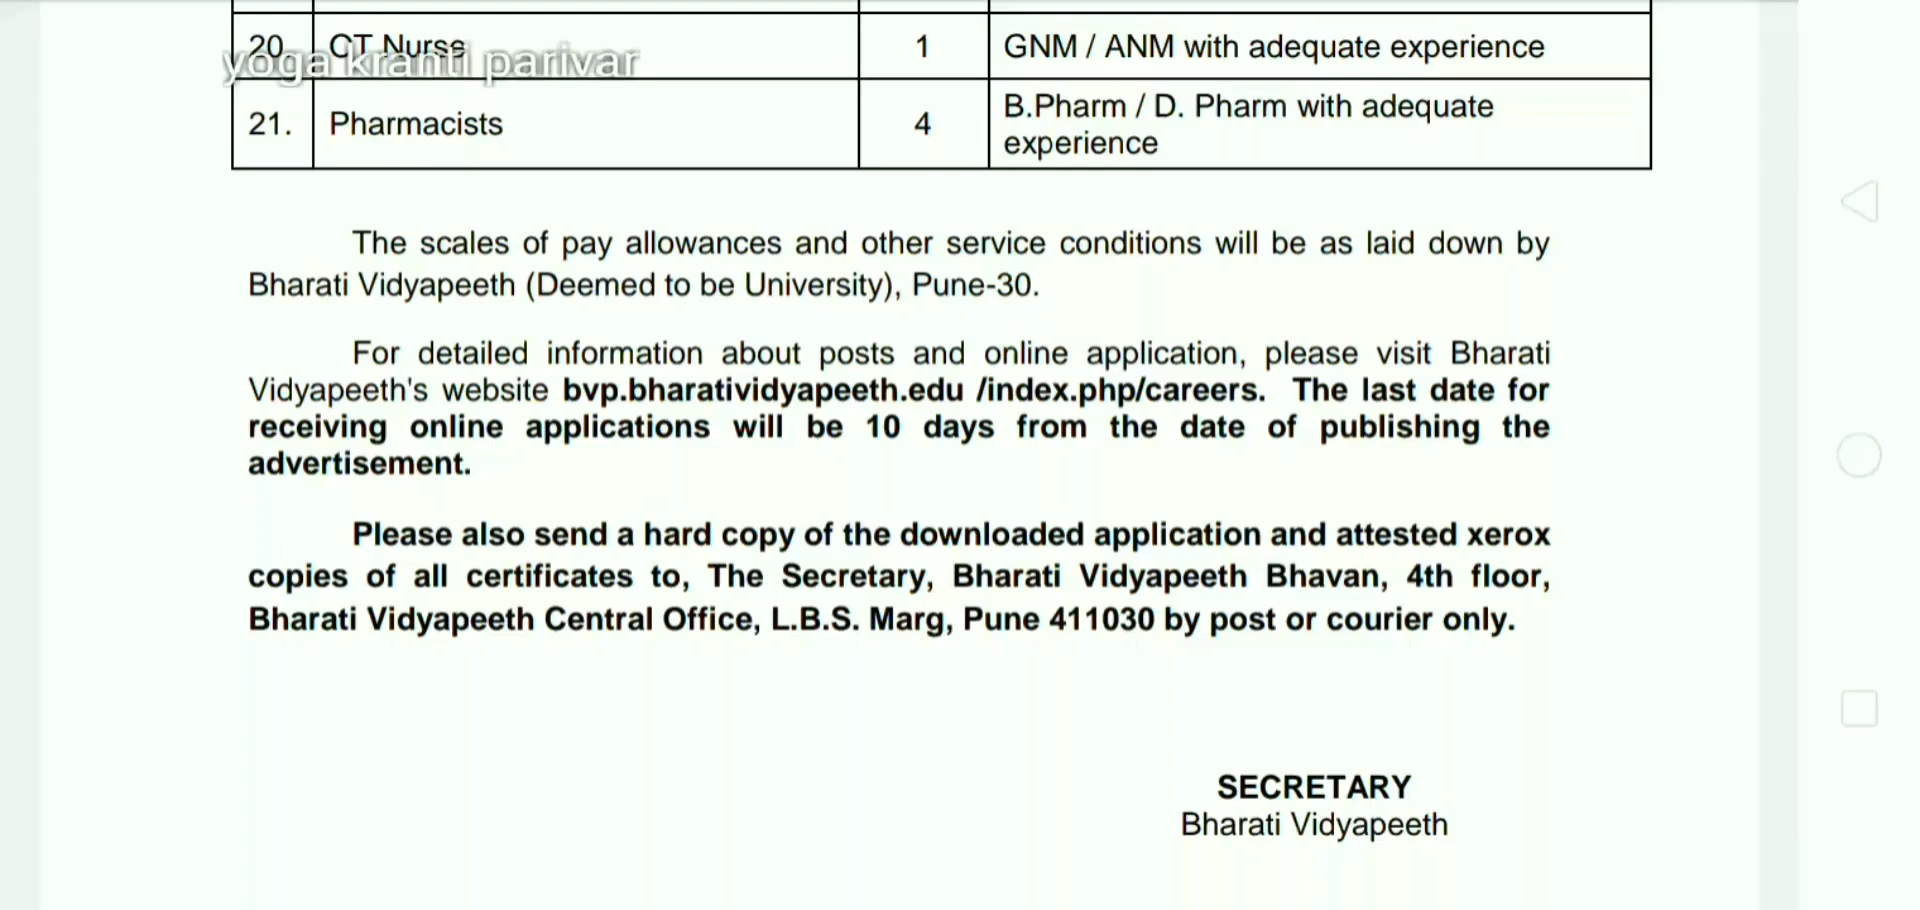 20. CT Nurse 1 GNM / ANM with adequate experience
yoga kranti parivar
21. Pharmacists 4 B.Pharm / D. Pharm with adequate
experience
The scales of pay allowances and other service conditions will be as laid down by
Bharati Vidyapeeth (Deemed to be University), Pune-30.
For detailed information about posts and online application, please visit Bharati
Vidyapeeth's website bvp.bharatividyapeeth.edu /index.php/careers. The last date for
receiving online applications will be 10 days from the date of publishing the
advertisement.
Please also send a hard copy of the downloaded application and attested xerox
copies of all certificates to, The Secretary, Bharati Vidyapeeth Bhavan, 4th floor,
Bharati Vidyapeeth Central Office, L.B.S. Marg, Pune 411030 by post or courier only.
SECRETARY
Bharati Vidyapeeth